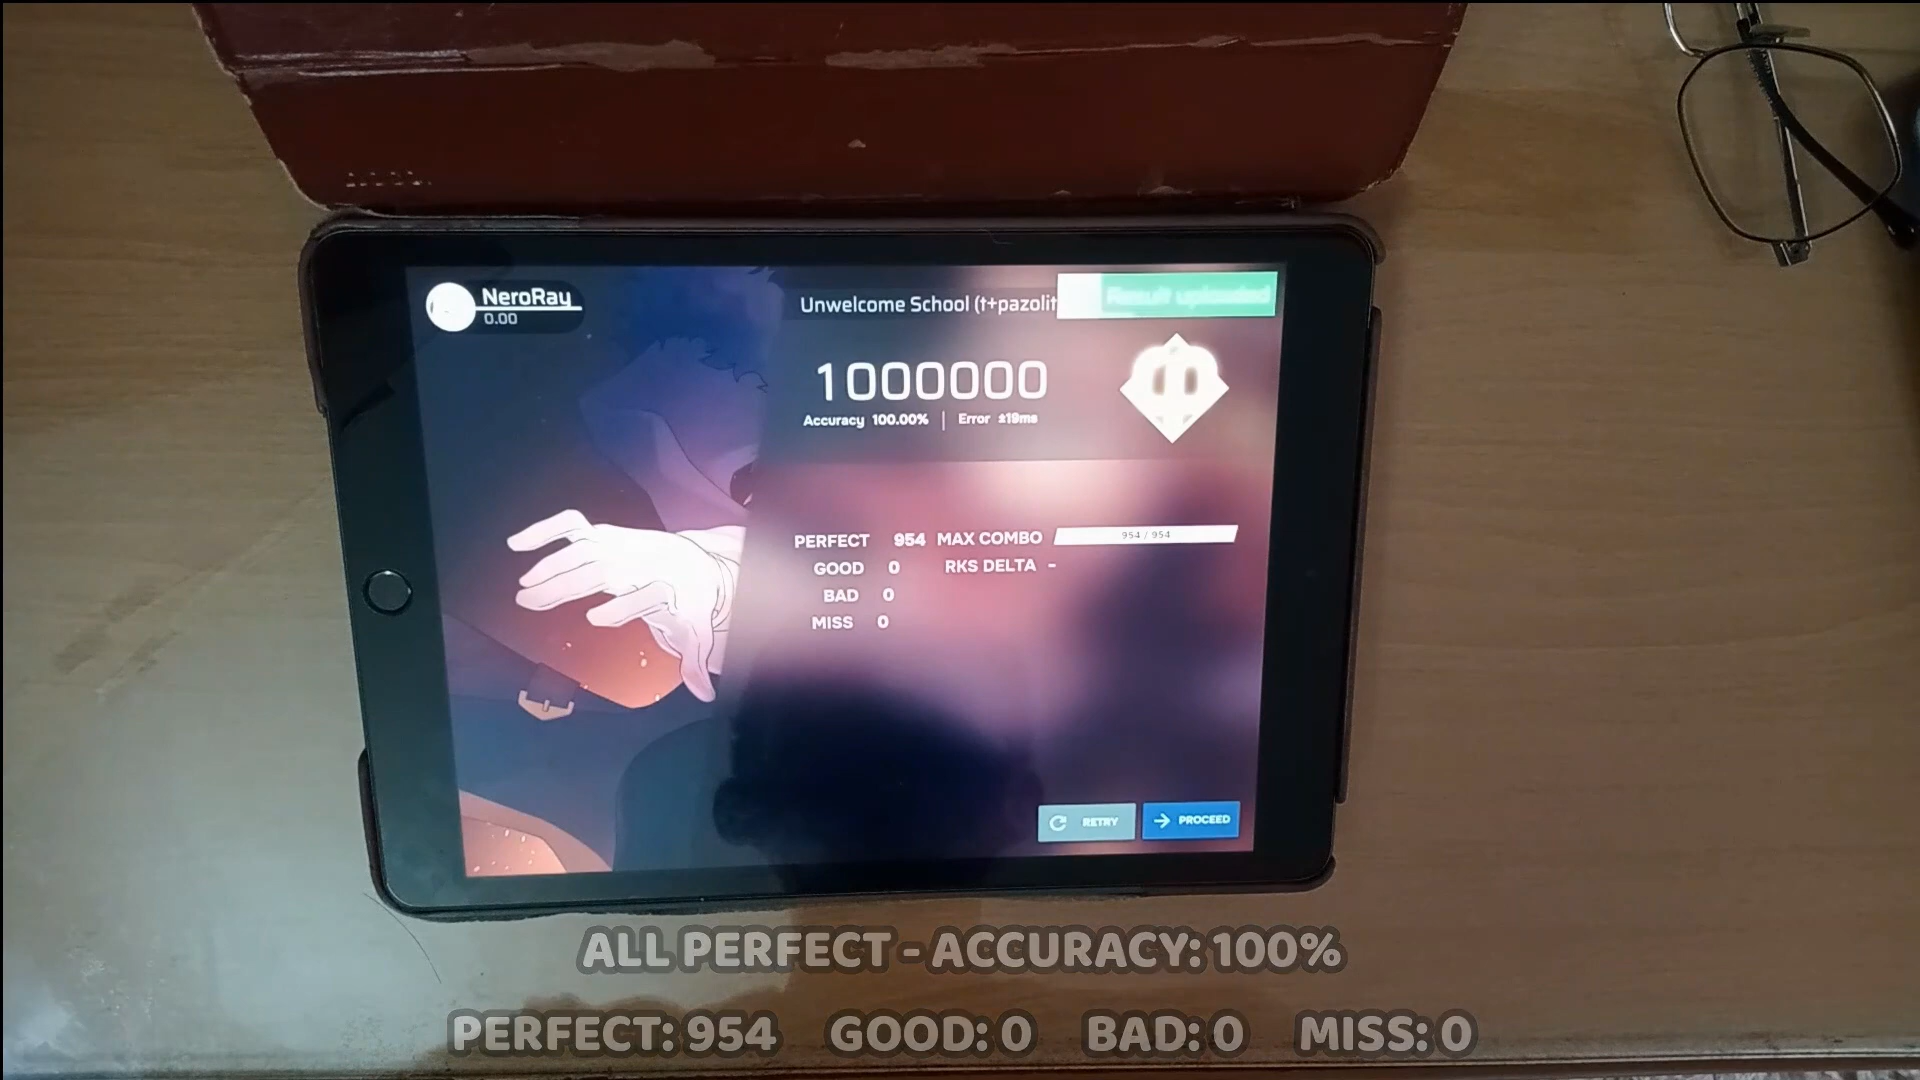 NeroRay
0.00
Unwelcome School (t+pazolit
Result uploaded
1000000
Accuracy 100.00% | Error ±19ms
PERFECT 954 MAX COMBO 954 / 954
GOOD 0 RKS DELTA -
BAD 0
MISS 0
RETRY
PROCEED
ALL PERFECT - ACCURACY: 100%
PERFECT: 954 GOOD: 0 BAD: 0 MISS: 0